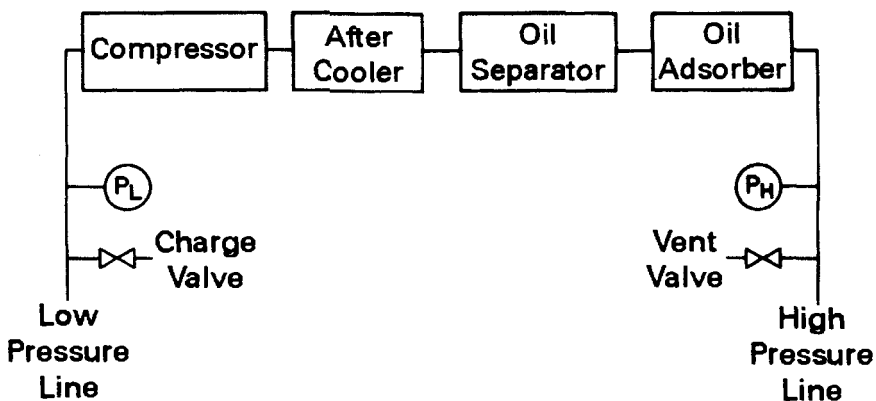 Compressor
After
Cooler
Oil
Separator
Oil
Adsorber
PL
PH
Charge
Valve
Vent
Valve
Low
Pressure
Line
High
Pressure
Line